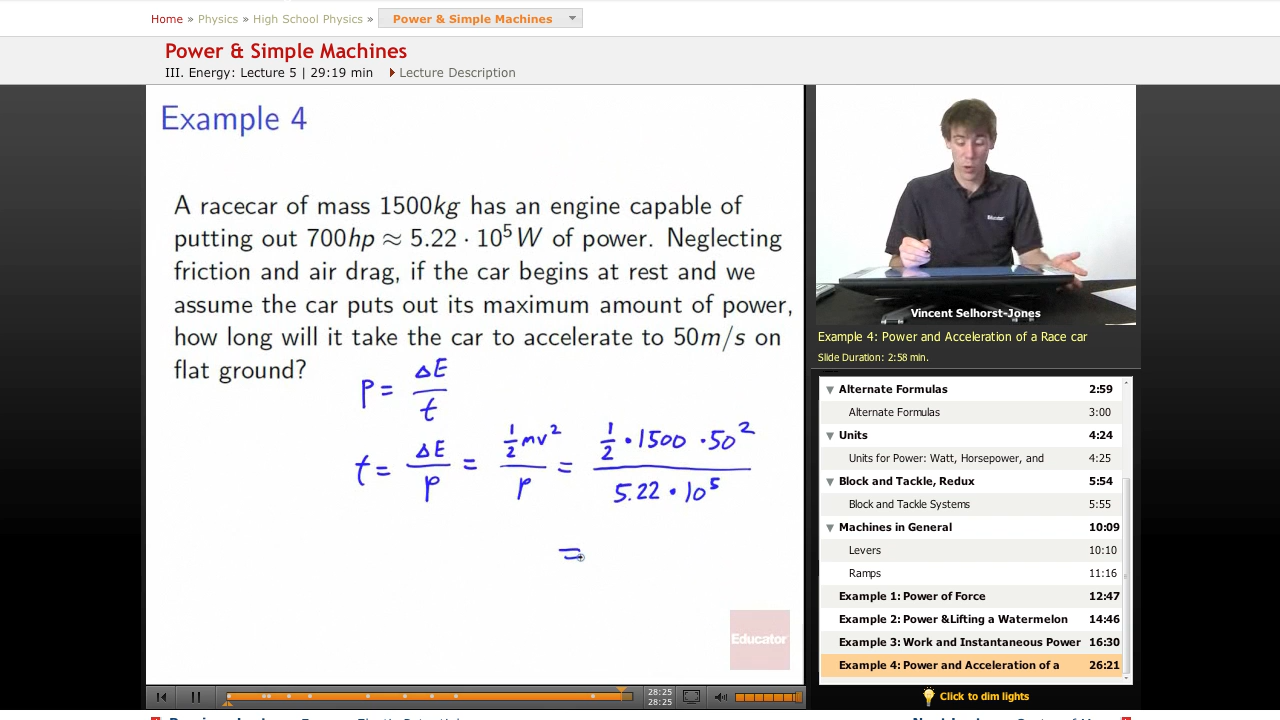 Home » Physics » High School Physics » Power & Simple Machines
Power & Simple Machines
III. Energy: Lecture 5 | 29:19 min Lecture Description
Example 4
A racecar of mass 1500kg has an engine capable of
putting out 700hp ≈ 5.22 · 10⁵ W of power. Neglecting
friction and air drag, if the car begins at rest and we
assume the car puts out its maximum amount of power,
how long will it take the car to accelerate to 50m/s on
flat ground?
P = ΔE / t
t = ΔE / P = ½mv² / P = ½ · 1500 · 50² / 5.22 · 10⁵
=
Educator
28:25
28:25
Educator
Vincent Selhorst-Jones
Example 4: Power and Acceleration of a Race car
Slide Duration: 2:58 min.
Alternate Formulas 2:59
Alternate Formulas 3:00
Units 4:24
Units for Power: Watt, Horsepower, and 4:25
Block and Tackle, Redux 5:54
Block and Tackle Systems 5:55
Machines in General 10:09
Levers 10:10
Ramps 11:16
Example 1: Power of Force 12:47
Example 2: Power &Lifting a Watermelon 14:46
Example 3: Work and Instantaneous Power 16:30
Example 4: Power and Acceleration of a 26:21
Click to dim lights